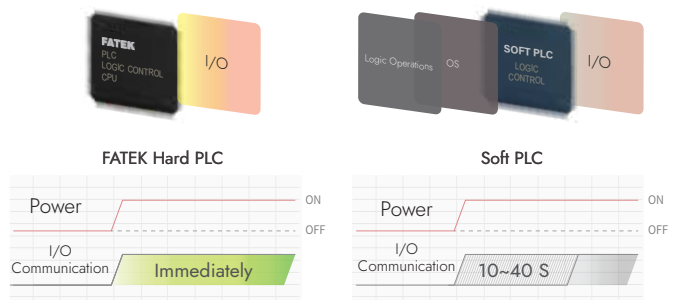 FATEK
PLC
LOGIC CONTROL
CPU
I/O
Logic Operations
OS
SOFT PLC
LOGIC
CONTROL
I/O
FATEK Hard PLC
Soft PLC
Power
ON
OFF
I/O
Communication
Immediately
Power
ON
OFF
I/O
Communication
10~40 S